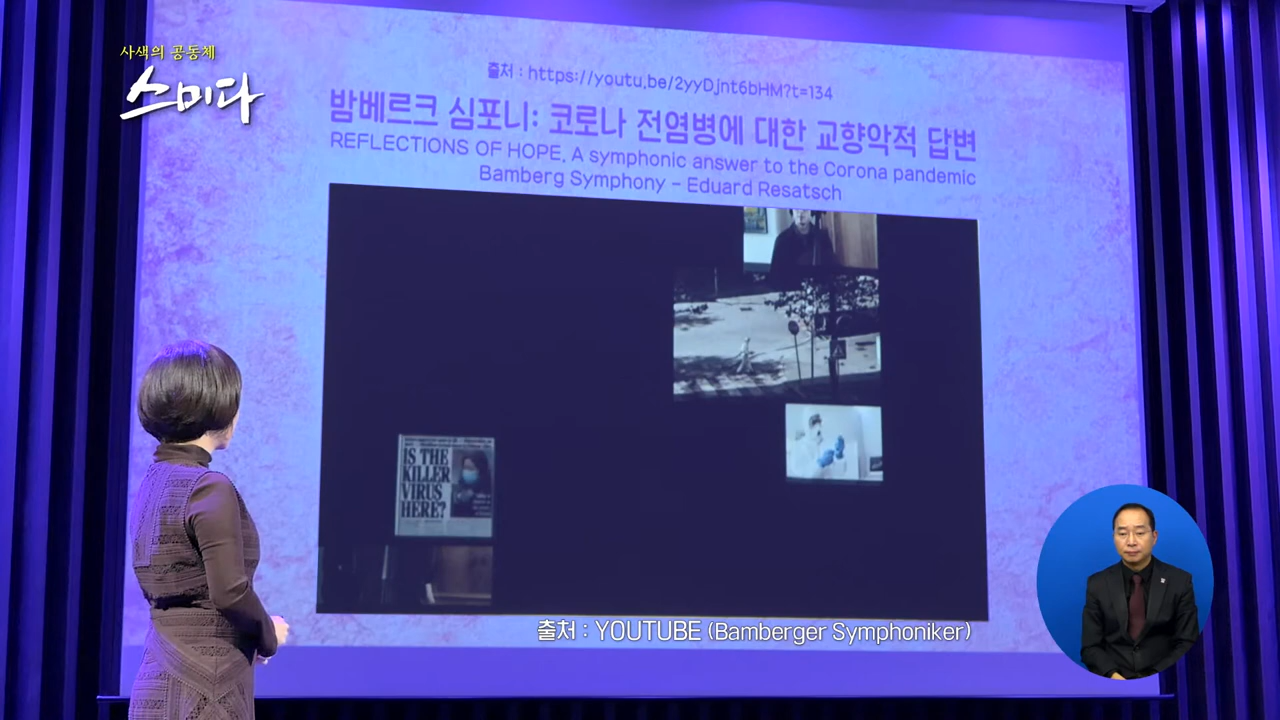 사색의 공동체
스미다
출처 : https://youtu.be/2yyDjnt6bHM?t=134
밤베르크 심포니: 코로나 전염병에 대한 교향악적 답변
REFLECTIONS OF HOPE. A symphonic answer to the Corona pandemic
Bamberg Symphony - Eduard Resatsch
IS THE
KILLER
VIRUS
HERE?
출처 : YOUTUBE (Bamberger Symphoniker)